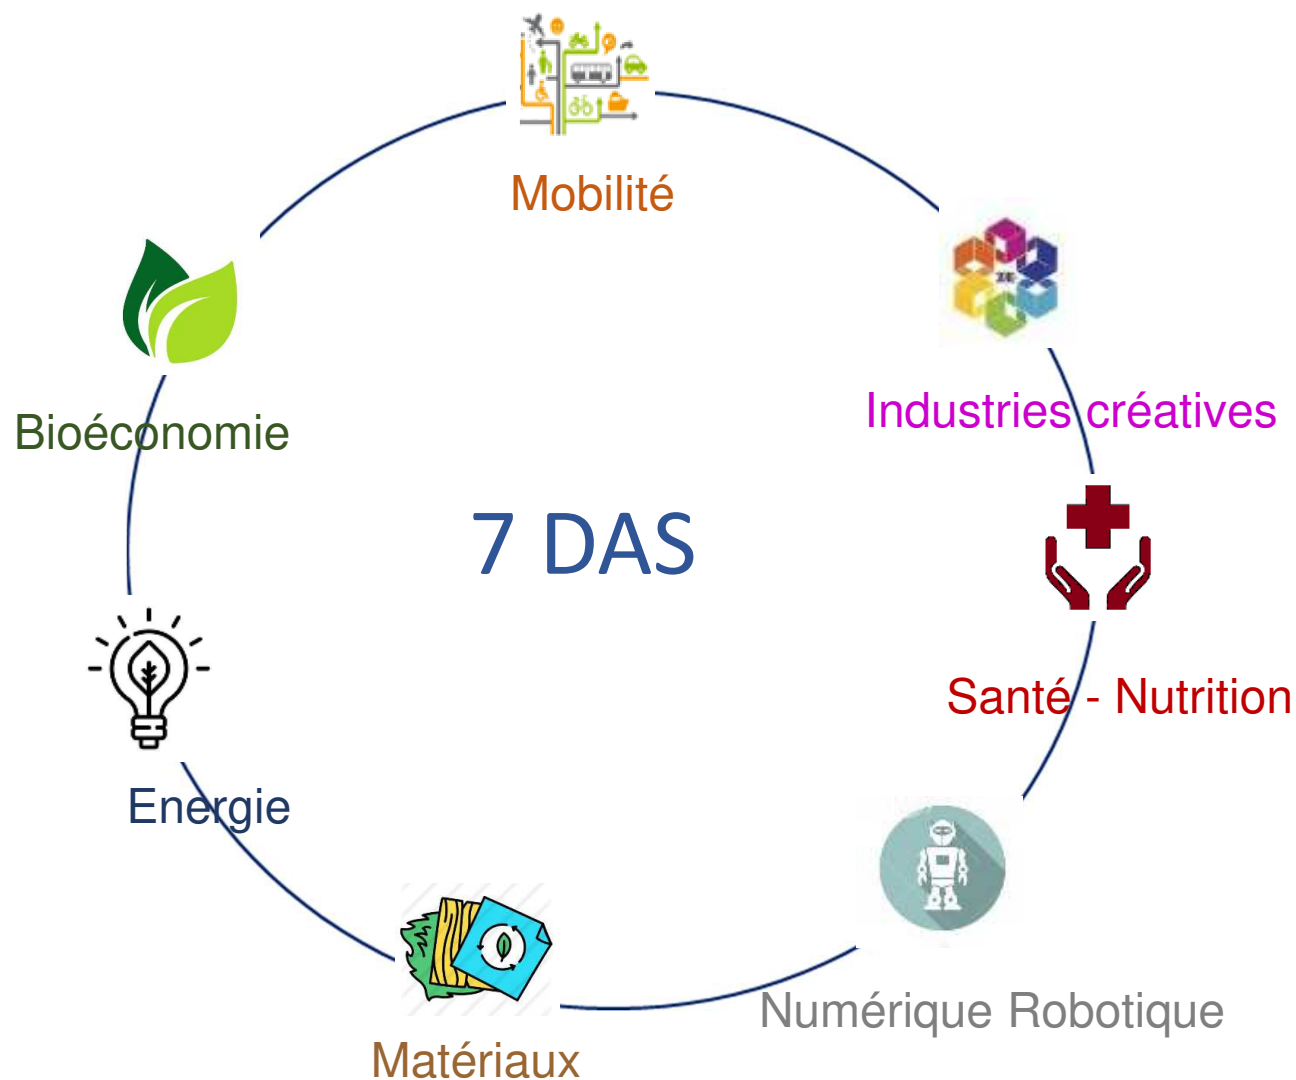 Mobilité
Industries créatives
Bioéconomie
7 DAS
Santé - Nutrition
Energie
Numérique Robotique
Matériaux